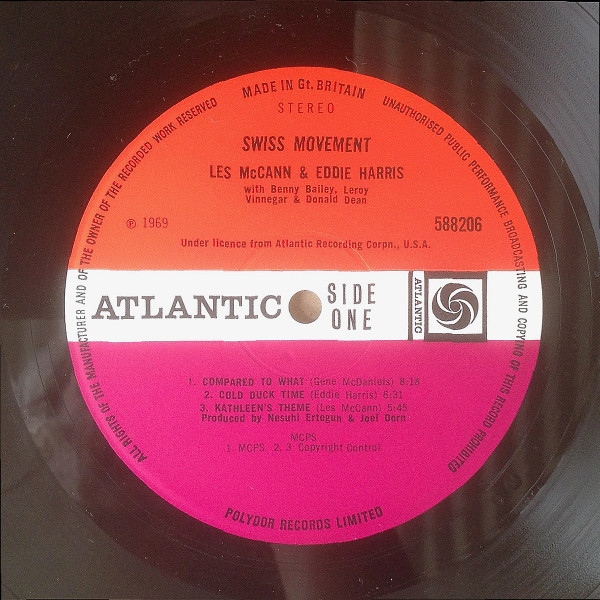 MADE IN Gt. BRITAIN
STEREO
SWISS MOVEMENT
LES McCANN & EDDIE HARRIS
with Benny Bailey, Leroy
Vinnegar & Donald Dean
℗ 1969
588206
Under licence from Atlantic Recording Corpn., U.S.A.
ATLANTIC
SIDE
ONE
ATLANTIC
1. COMPARED TO WHAT (Gene McDaniels) 8:18
2. COLD DUCK TIME (Eddie Harris) 6:31
3. KATHLEEN'S THEME (Les McCann) 5:45
Produced by Nesuhi Ertegun & Joel Dorn
MCPS
1. MCPS. 2. 3. Copyright Control.
POLYDOR RECORDS LIMITED
ALL RIGHTS OF THE MANUFACTURER AND OF THE OWNER OF THE RECORDED WORK RESERVED
UNAUTHORISED PUBLIC PERFORMANCE BROADCASTING AND COPYING OF THIS RECORD PROHIBITED